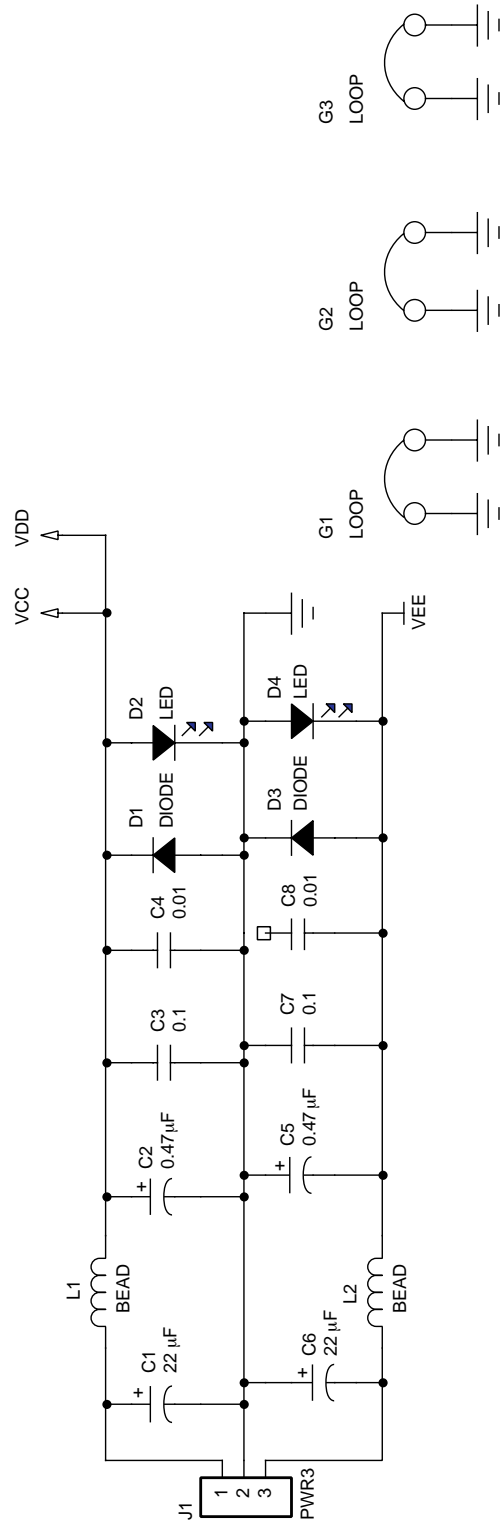 J1
1
2
3
PWR3
C1
22 µF
+
L1
BEAD
C2
0.47µF
+
C3
0.1
C4
0.01
D1
DIODE
D2
LED
VCC
VDD
C6
22 µF
+
L2
BEAD
C5
0.47µF
+
C7
0.1
C8
0.01
D3
DIODE
D4
LED
VEE
G1
LOOP
G2
LOOP
G3
LOOP